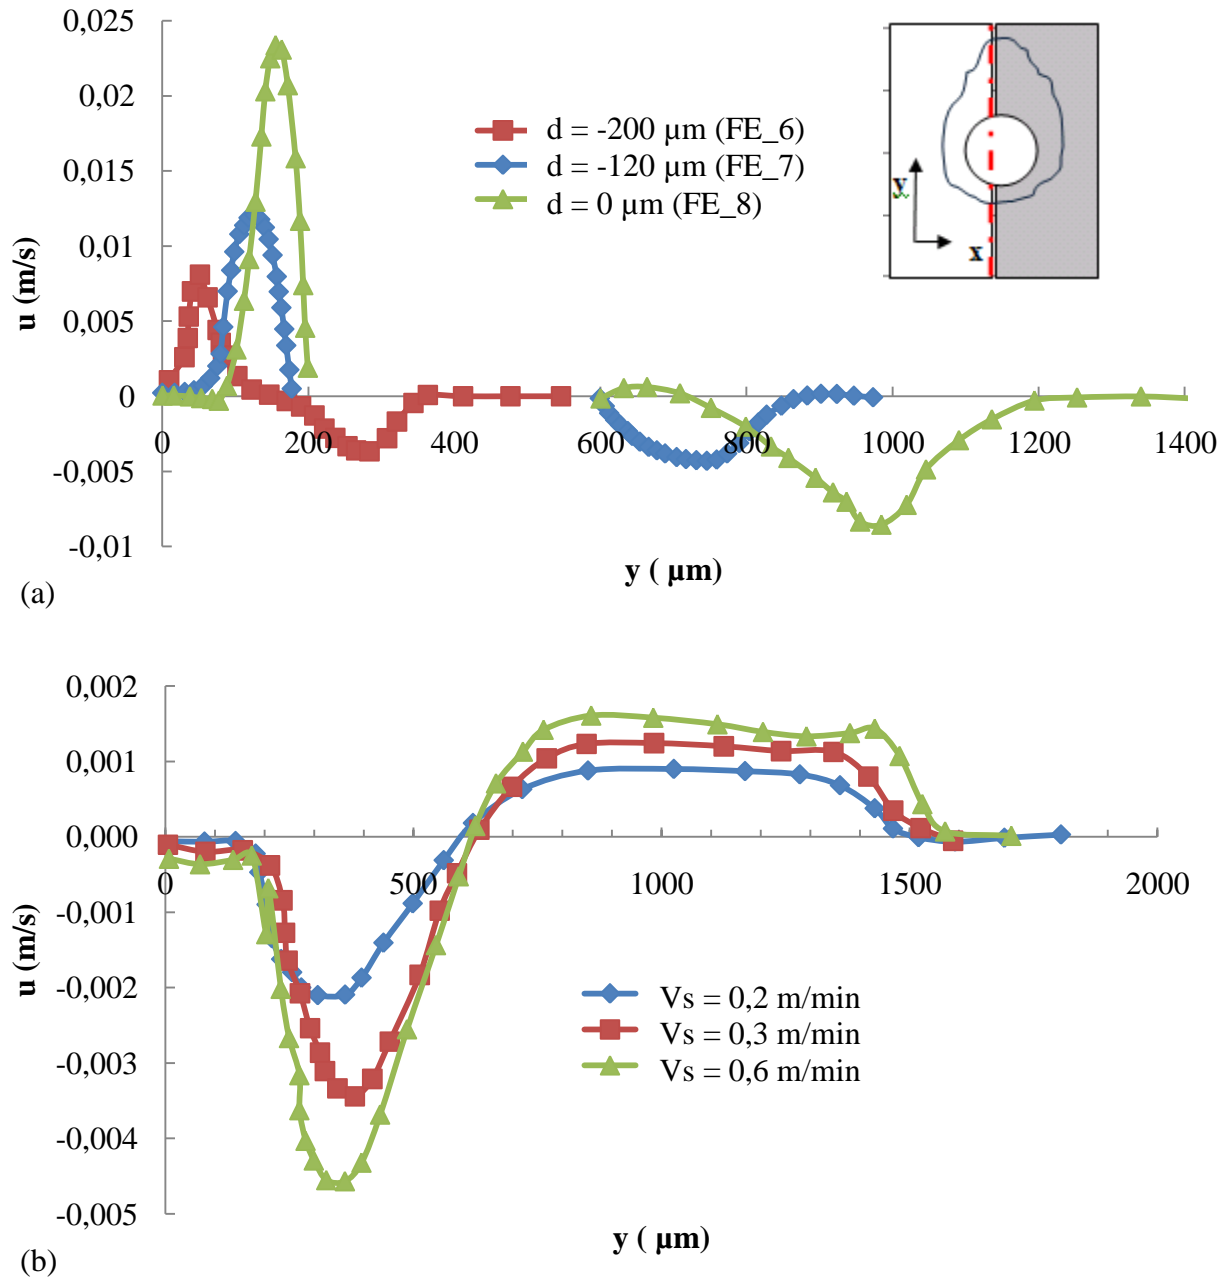 0,025
0,02
0,015
0,01
0,005
0
-0,005
-0,01
u (m/s)
0 200 400 600 800 1000 1200 1400
y ( µm)
d = -200 µm (FE_6)
d = -120 µm (FE_7)
d = 0 µm (FE_8)
y
x
(a)
0,002
0,001
0,000
-0,001
-0,002
-0,003
-0,004
-0,005
u (m/s)
0 500 1000 1500 2000
Vs = 0,2 m/min
Vs = 0,3 m/min
Vs = 0,6 m/min
y ( µm)
(b)